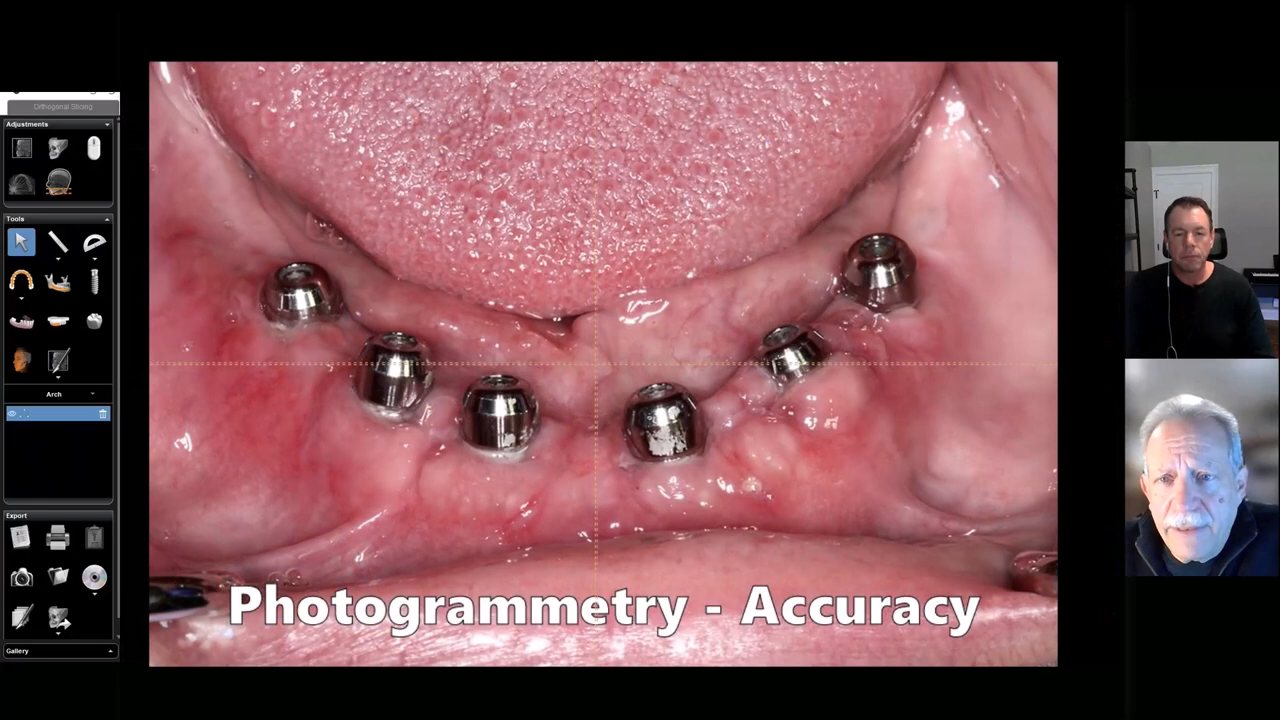 Orthogonal Slicing
Adjustments
Tools
Arch
Export
Gallery
Photogrammetry - Accuracy